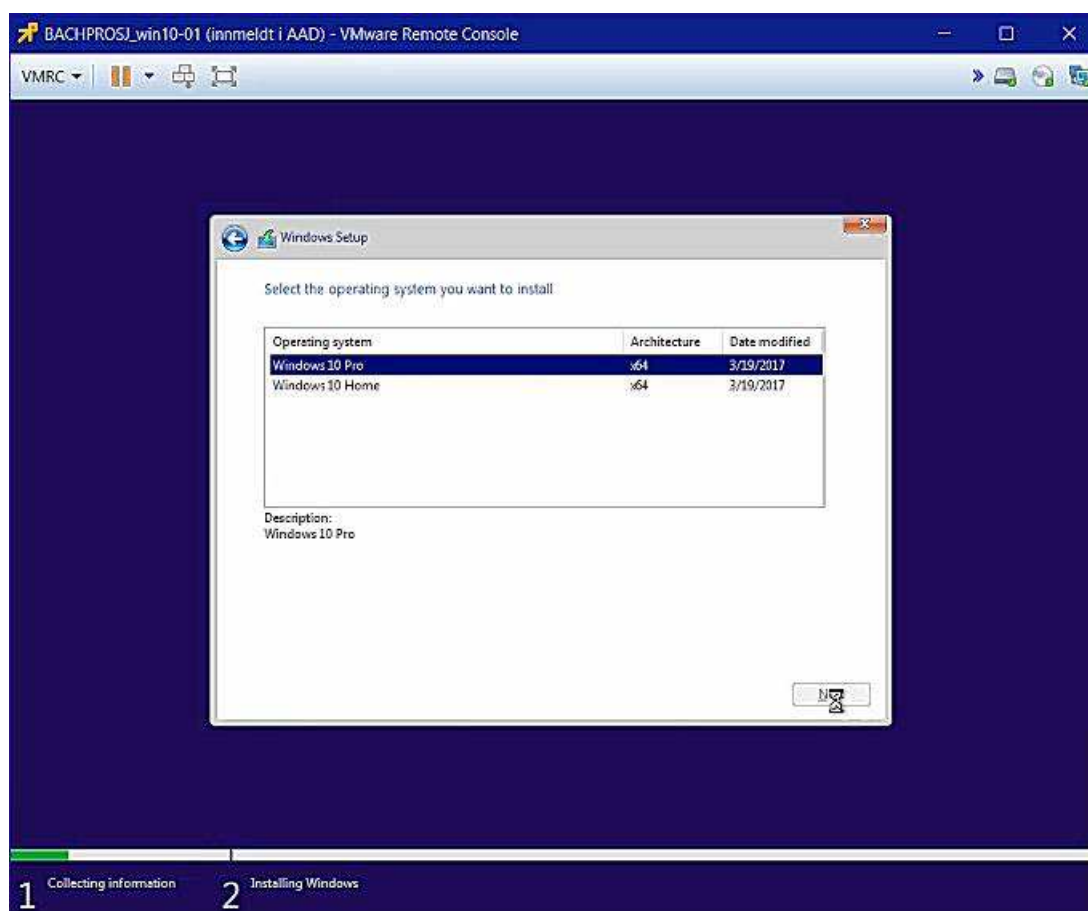 BACHPROSJ_win10-01 (innmeldt i AAD) - VMware Remote Console
VMRC
Windows Setup
Select the operating system you want to install
Operating system Architecture Date modified
Windows 10 Pro x64 3/19/2017
Windows 10 Home x64 3/19/2017
Description:
Windows 10 Pro
1 Collecting information 2 Installing Windows